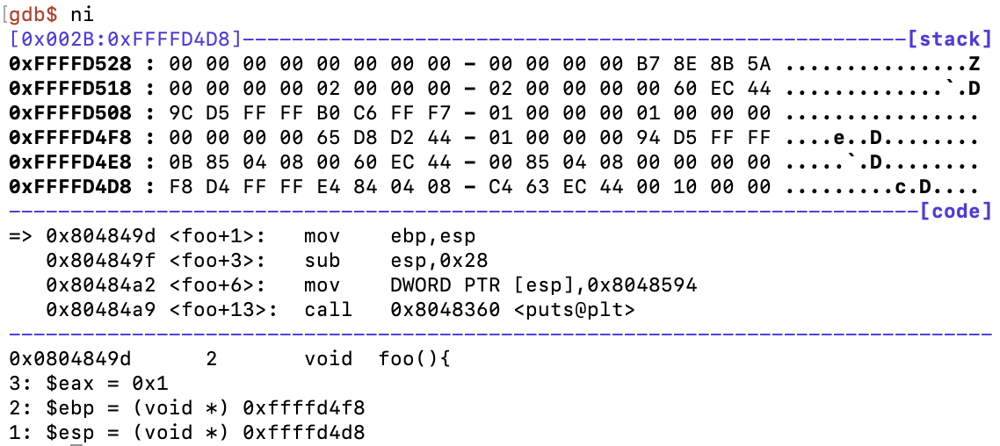 gdb$ ni
[0x002B:0xFFFFD4D8]------------------------------------------------------[stack]
0xFFFFD528 : 00 00 00 00 00 00 00 00 - 00 00 00 00 B7 8E 8B 5A ...............Z
0xFFFFD518 : 00 00 00 00 02 00 00 00 - 02 00 00 00 00 60 EC 44 .............`.D
0xFFFFD508 : 9C D5 FF FF B0 C6 FF F7 - 01 00 00 00 01 00 00 00 ................
0xFFFFD4F8 : 00 00 00 00 65 D8 D2 44 - 01 00 00 00 94 D5 FF FF ....e..D........
0xFFFFD4E8 : 0B 85 04 08 00 60 EC 44 - 00 85 04 08 00 00 00 00 .....`.D........
0xFFFFD4D8 : F8 D4 FF FF E4 84 04 08 - C4 63 EC 44 00 10 00 00 .........c.D....
--------------------------------------------------------------------------[code]
=> 0x804849d <foo+1>:	mov    ebp,esp
   0x804849f <foo+3>:	sub    esp,0x28
   0x80484a2 <foo+6>:	mov    DWORD PTR [esp],0x8048594
   0x80484a9 <foo+13>:	call   0x8048360 <puts@plt>
--------------------------------------------------------------------------------
0x0804849d	2	void  foo(){
3: $eax = 0x1
2: $ebp = (void *) 0xffffd4f8
1: $esp = (void *) 0xffffd4d8